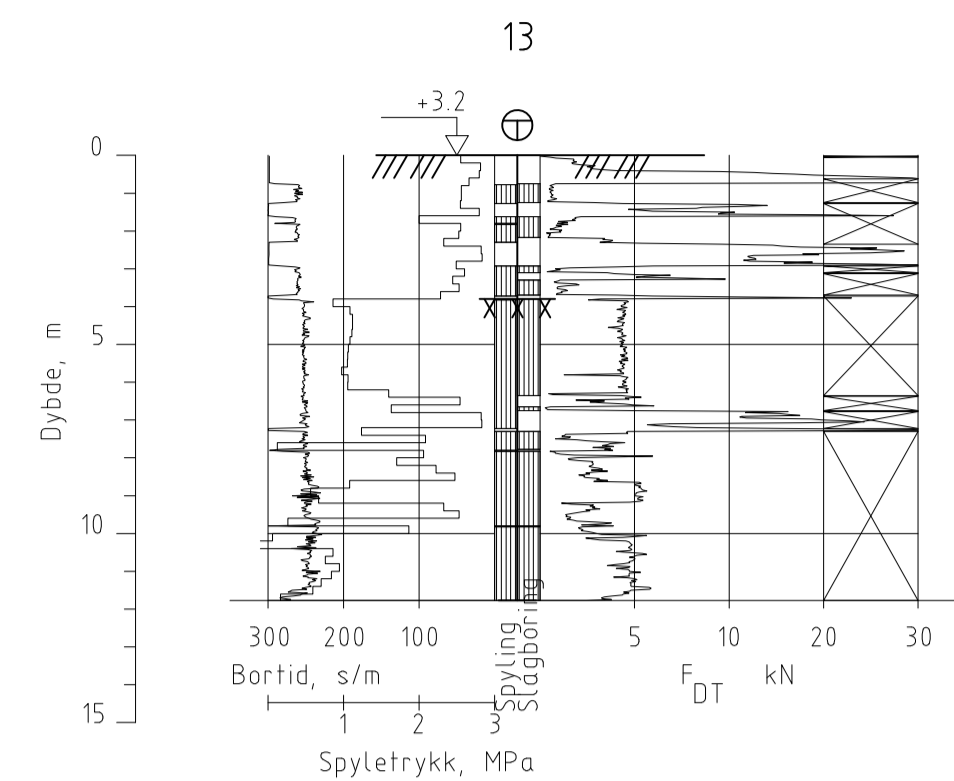 13
+3.2
0
5
10
15
Dybde, m
300 200 100
5 10 20 30
Bortid, s/m
Spyling
Slagboring
F DT kN
1 2 3
Spyletrykk, MPa